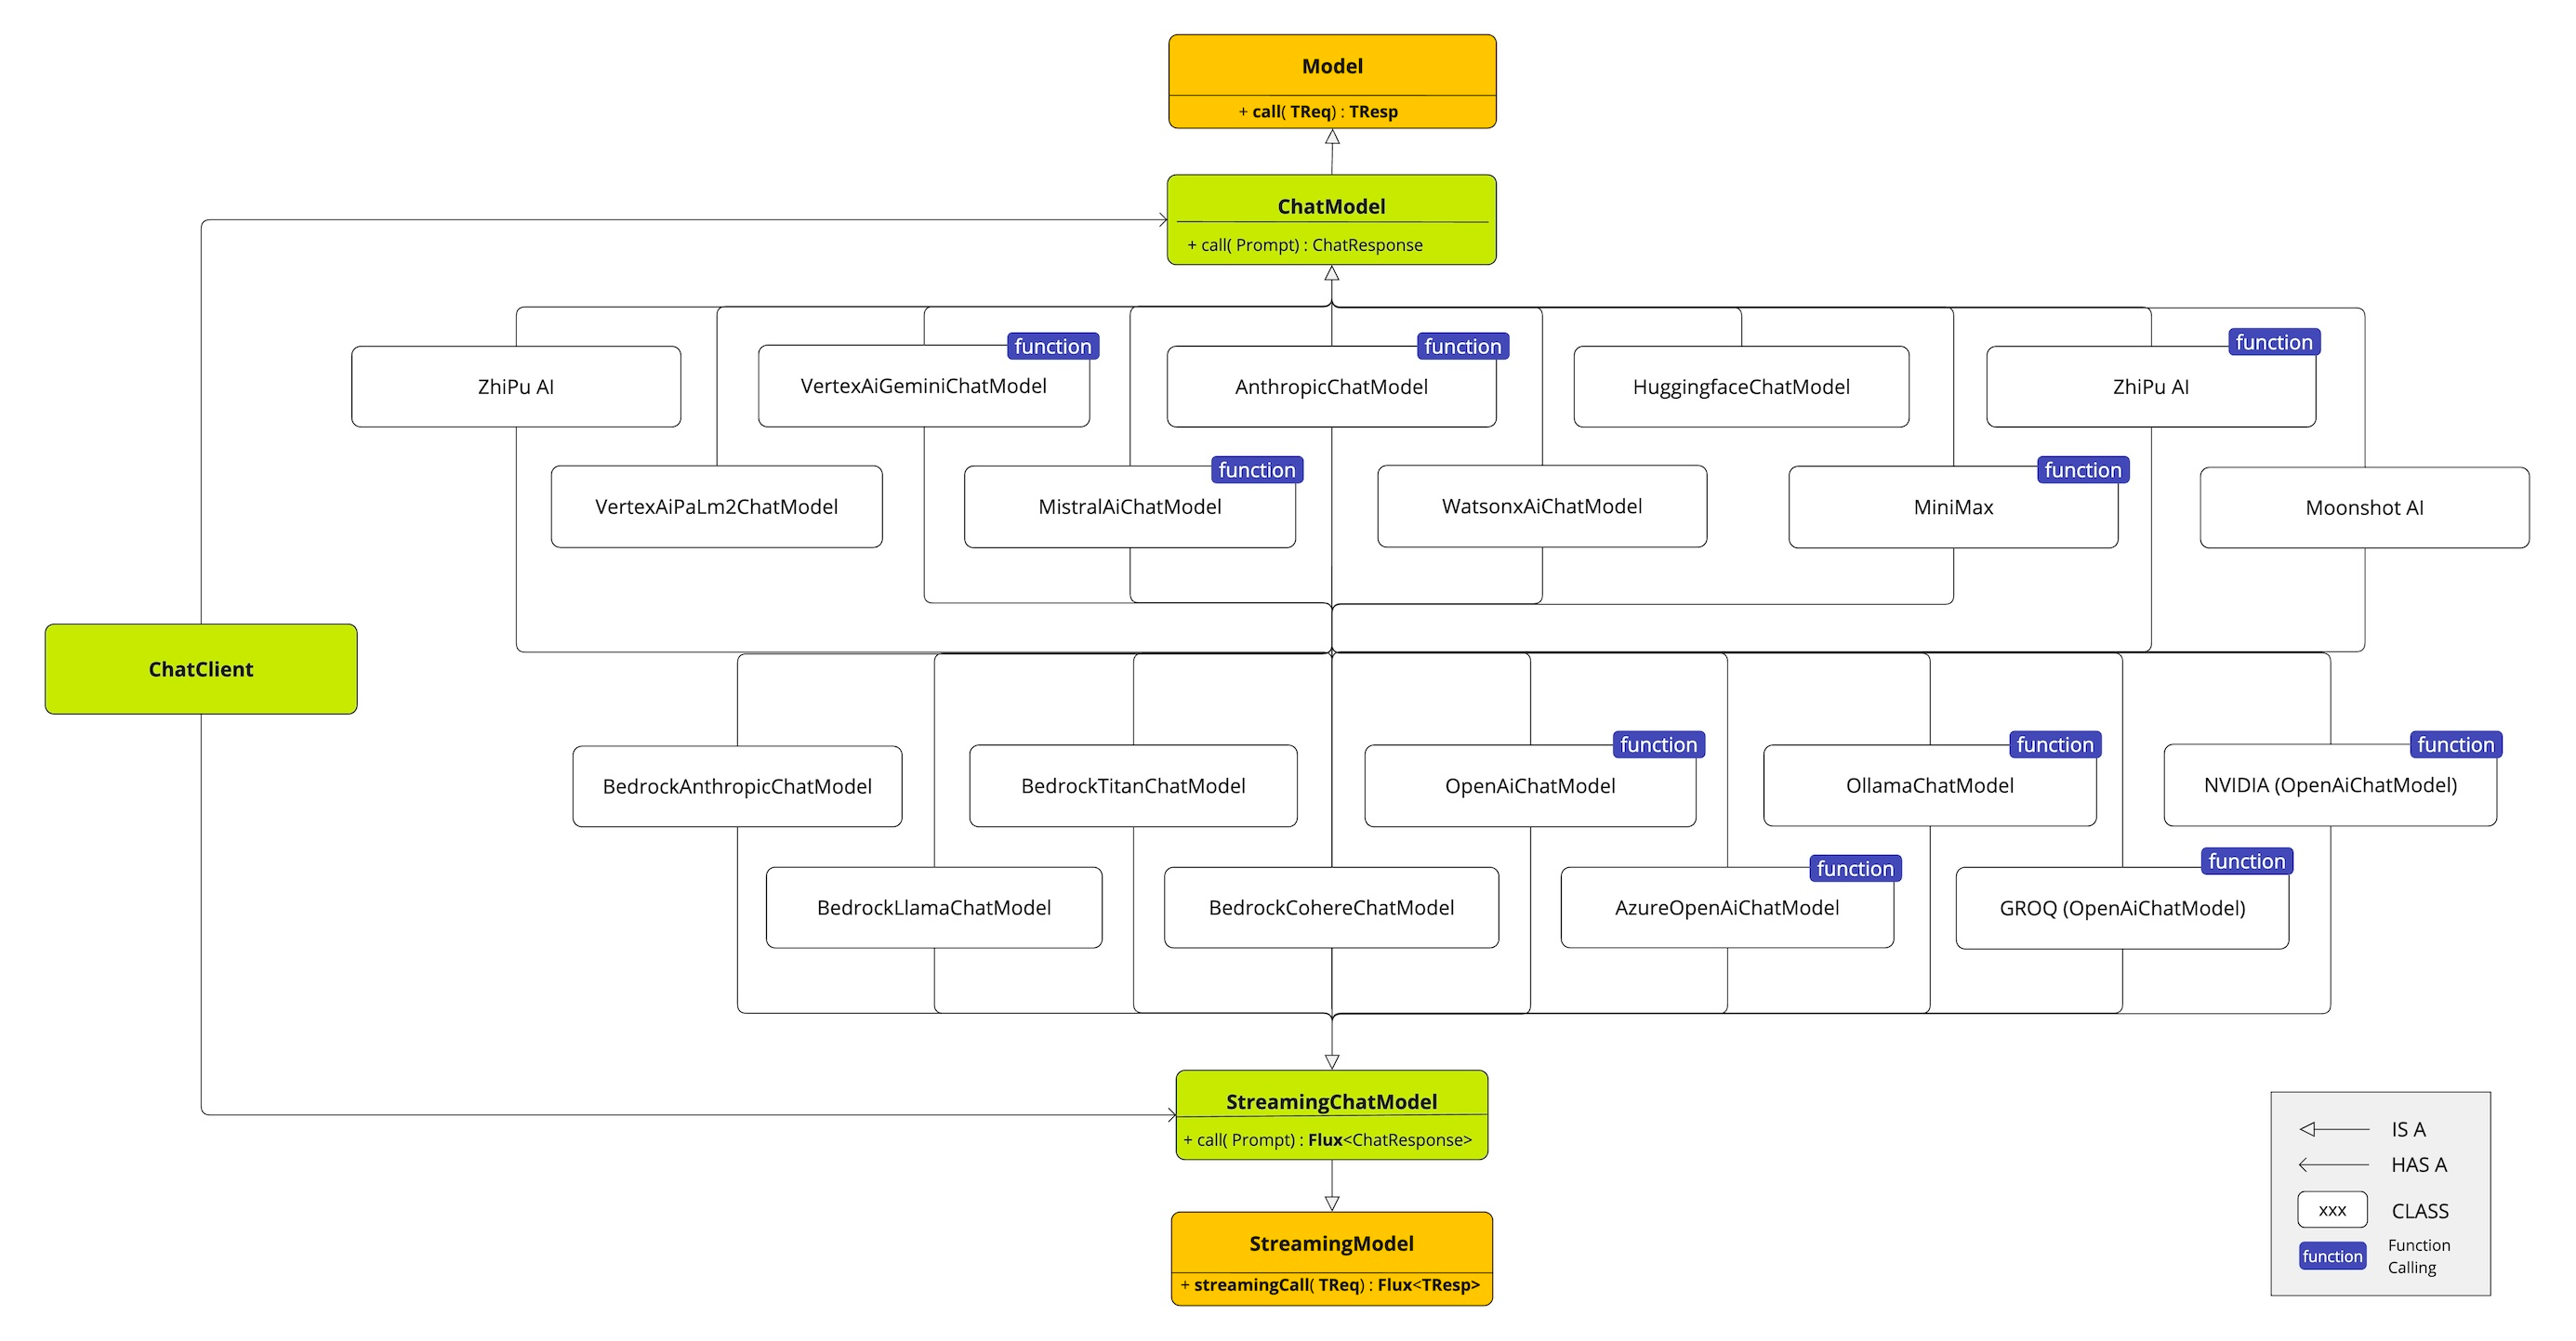 Model
+ call( TReq) : TResp
ChatModel
+ call( Prompt) : ChatResponse
function
function
function
ZhiPu AI
VertexAiGeminiChatModel
AnthropicChatModel
HuggingfaceChatModel
ZhiPu AI
function
function
VertexAiPaLm2ChatModel
MistralAiChatModel
WatsonxAiChatModel
MiniMax
Moonshot AI
ChatClient
function
function
function
BedrockAnthropicChatModel
BedrockTitanChatModel
OpenAiChatModel
OllamaChatModel
NVIDIA (OpenAiChatModel)
function
function
BedrockLlamaChatModel
BedrockCohereChatModel
AzureOpenAiChatModel
GROQ (OpenAiChatModel)
StreamingChatModel
+ call( Prompt) : Flux<ChatResponse>
StreamingModel
+ streamingCall( TReq) : Flux<TResp>
IS A
HAS A
xxx
CLASS
function
Function
Calling